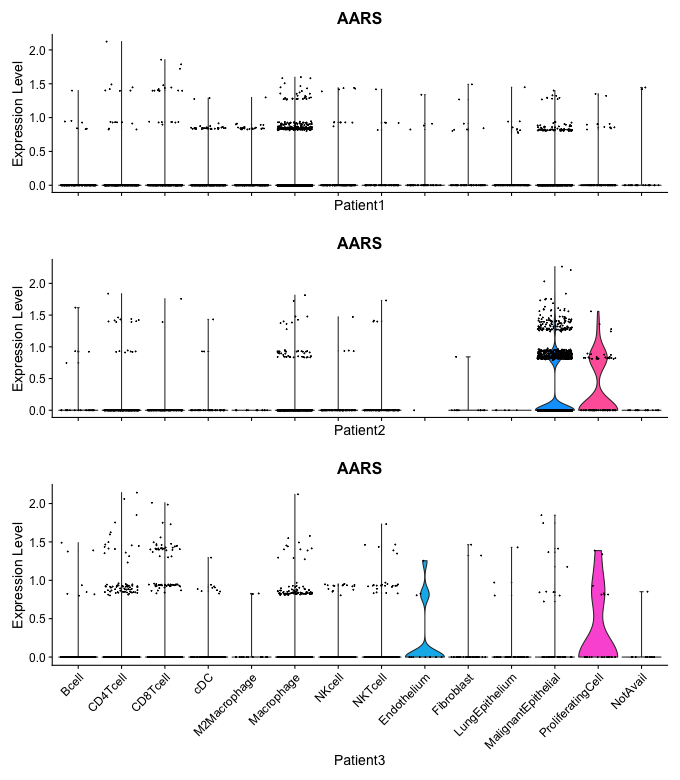 AARS
Expression Level
2.0
1.5
1.0
0.5
0.0
Patient1
AARS
Expression Level
2.0
1.5
1.0
0.5
0.0
Patient2
AARS
Expression Level
2.0
1.5
1.0
0.5
0.0
Bcell
CD4Tcell
CD8Tcell
cDC
M2Macrophage
Macrophage
NKcell
NKTcell
Endothelium
Fibroblast
LungEpithelium
MalignantEpithelial
ProliferatingCell
NotAvail
Patient3